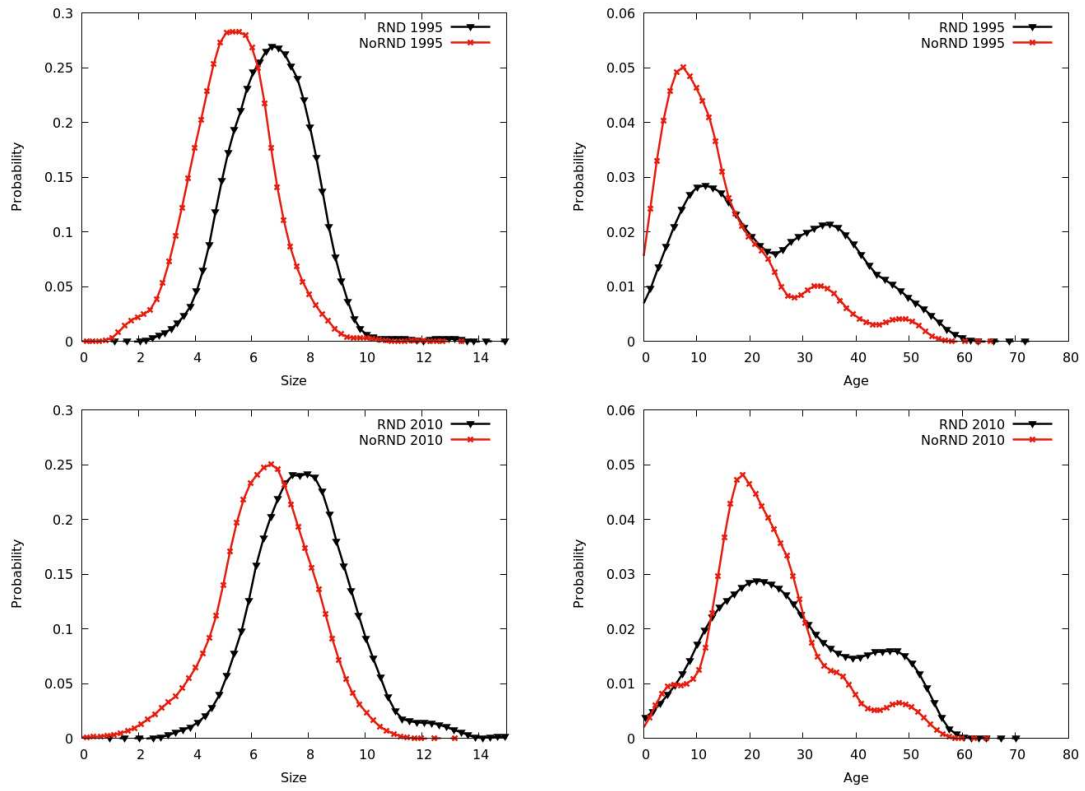 0.3
0.25
0.2
0.15
0.1
0.05
0
Probability
0 2 4 6 8 10 12 14
Size
RND 1995
NoRND 1995
0.06
0.05
0.04
0.03
0.02
0.01
0
Probability
0 10 20 30 40 50 60 70 80
Age
RND 1995
NoRND 1995
0.3
0.25
0.2
0.15
0.1
0.05
0
Probability
0 2 4 6 8 10 12 14
Size
RND 2010
NoRND 2010
0.06
0.05
0.04
0.03
0.02
0.01
0
Probability
0 10 20 30 40 50 60 70 80
Age
RND 2010
NoRND 2010